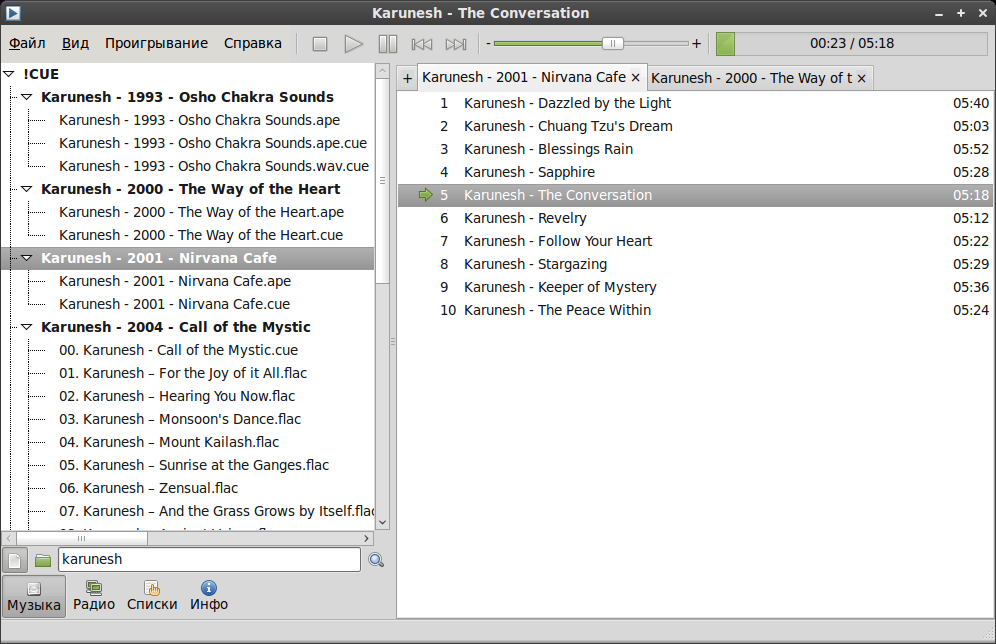 Karunesh - The Conversation
Файл Вид Проигрывание Справка - + 00:23 / 05:18
!CUE
Karunesh - 1993 - Osho Chakra Sounds
Karunesh - 1993 - Osho Chakra Sounds.ape
Karunesh - 1993 - Osho Chakra Sounds.ape.cue
Karunesh - 1993 - Osho Chakra Sounds.wav.cue
Karunesh - 2000 - The Way of the Heart
Karunesh - 2000 - The Way of the Heart.ape
Karunesh - 2000 - The Way of the Heart.cue
Karunesh - 2001 - Nirvana Cafe
Karunesh - 2001 - Nirvana Cafe.ape
Karunesh - 2001 - Nirvana Cafe.cue
Karunesh - 2004 - Call of the Mystic
00. Karunesh - Call of the Mystic.cue
01. Karunesh – For the Joy of it All.flac
02. Karunesh – Hearing You Now.flac
03. Karunesh – Monsoon's Dance.flac
04. Karunesh – Mount Kailash.flac
05. Karunesh – Sunrise at the Ganges.flac
06. Karunesh – Zensual.flac
07. Karunesh – And the Grass Grows by Itself.flac
karunesh
Музыка Радио Списки Инфо
+ Karunesh - 2001 - Nirvana Cafe × Karunesh - 2000 - The Way of t ×
1 Karunesh - Dazzled by the Light 05:40
2 Karunesh - Chuang Tzu's Dream 05:03
3 Karunesh - Blessings Rain 05:52
4 Karunesh - Sapphire 05:28
5 Karunesh - The Conversation 05:18
6 Karunesh - Revelry 05:12
7 Karunesh - Follow Your Heart 05:22
8 Karunesh - Stargazing 05:29
9 Karunesh - Keeper of Mystery 05:36
10 Karunesh - The Peace Within 05:24